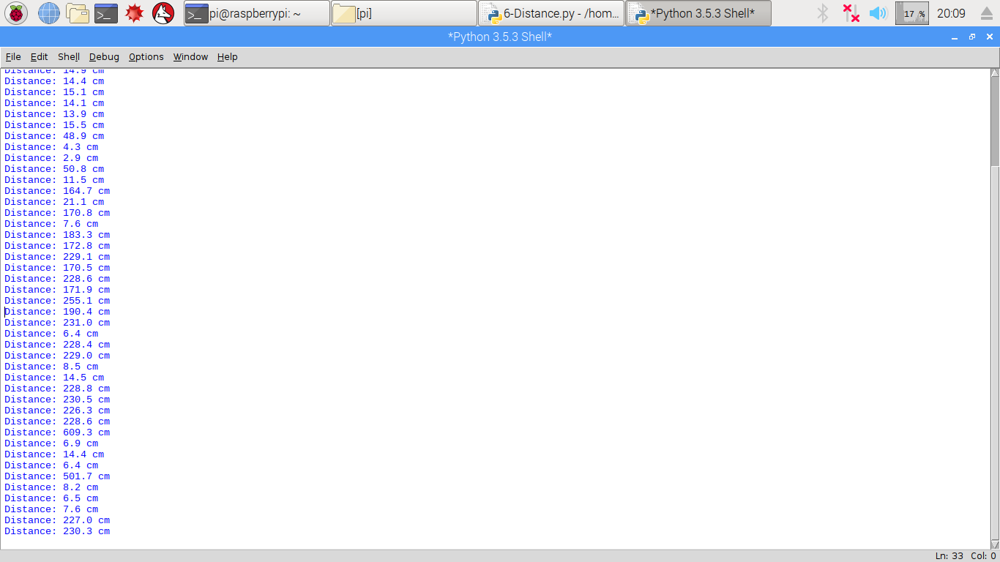 pi@raspberrypi: ~
[pi]
6-Distance.py - /hom...
*Python 3.5.3 Shell*
17 %
20:09
*Python 3.5.3 Shell*
File Edit Shell Debug Options Window Help
Distance: 14.9 cm
Distance: 14.4 cm
Distance: 15.1 cm
Distance: 14.1 cm
Distance: 13.9 cm
Distance: 15.5 cm
Distance: 48.9 cm
Distance: 4.3 cm
Distance: 2.9 cm
Distance: 50.8 cm
Distance: 11.5 cm
Distance: 164.7 cm
Distance: 21.1 cm
Distance: 170.8 cm
Distance: 7.6 cm
Distance: 183.3 cm
Distance: 172.8 cm
Distance: 229.1 cm
Distance: 170.5 cm
Distance: 228.6 cm
Distance: 171.9 cm
Distance: 255.1 cm
Distance: 190.4 cm
Distance: 231.0 cm
Distance: 6.4 cm
Distance: 228.4 cm
Distance: 229.0 cm
Distance: 8.5 cm
Distance: 14.5 cm
Distance: 228.8 cm
Distance: 230.5 cm
Distance: 226.3 cm
Distance: 228.6 cm
Distance: 609.3 cm
Distance: 6.9 cm
Distance: 14.4 cm
Distance: 6.4 cm
Distance: 501.7 cm
Distance: 8.2 cm
Distance: 6.5 cm
Distance: 7.6 cm
Distance: 227.0 cm
Distance: 230.3 cm
Ln: 33 Col: 0